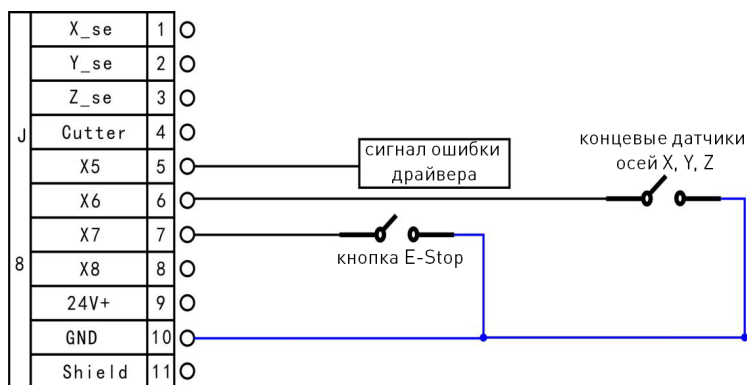 X_se 1
Y_se 2
Z_se 3
J Cutter 4
X5 5
X6 6
X7 7
8 X8 8
24V+ 9
GND 10
Shield 11
сигнал ошибки
драйвера
концевые датчики
осей X, Y, Z
кнопка E-Stop